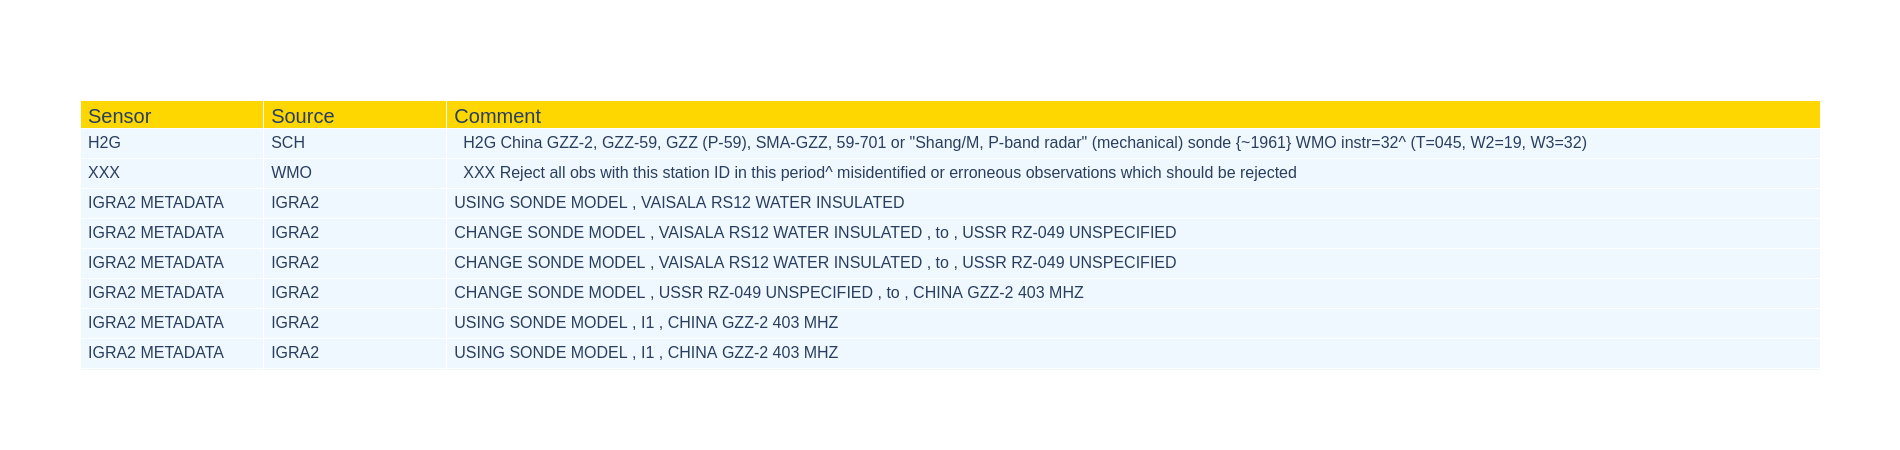 Sensor Source Comment
H2G SCH H2G China GZZ-2, GZZ-59, GZZ (P-59), SMA-GZZ, 59-701 or "Shang/M, P-band radar" (mechanical) sonde {~1961} WMO instr=32^ (T=045, W2=19, W3=32)
XXX WMO XXX Reject all obs with this station ID in this period^ misidentified or erroneous observations which should be rejected
IGRA2 METADATA IGRA2 USING SONDE MODEL , VAISALA RS12 WATER INSULATED
IGRA2 METADATA IGRA2 CHANGE SONDE MODEL , VAISALA RS12 WATER INSULATED , to , USSR RZ-049 UNSPECIFIED
IGRA2 METADATA IGRA2 CHANGE SONDE MODEL , VAISALA RS12 WATER INSULATED , to , USSR RZ-049 UNSPECIFIED
IGRA2 METADATA IGRA2 CHANGE SONDE MODEL , USSR RZ-049 UNSPECIFIED , to , CHINA GZZ-2 403 MHZ
IGRA2 METADATA IGRA2 USING SONDE MODEL , I1 , CHINA GZZ-2 403 MHZ
IGRA2 METADATA IGRA2 USING SONDE MODEL , I1 , CHINA GZZ-2 403 MHZ